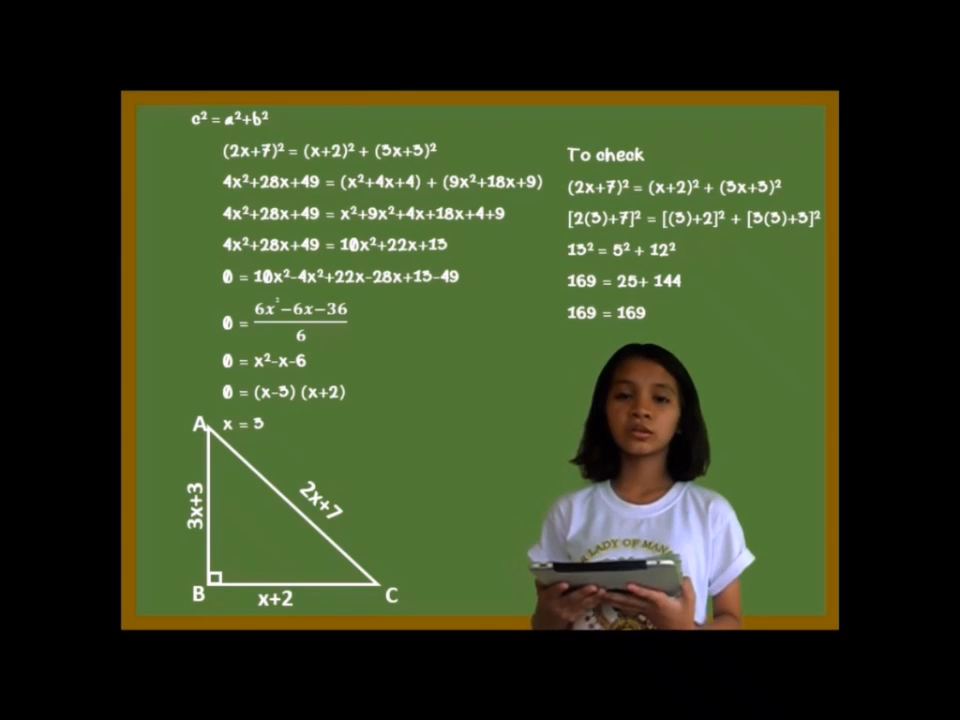 c² = a²+b²
(2x+7)² = (x+2)² + (3x+3)²
4x²+28x+49 = (x²+4x+4) + (9x²+18x+9)
4x²+28x+49 = x²+9x²+4x+18x+4+9
4x²+28x+49 = 10x²+22x+13
0 = 10x²-4x²+22x-28x+13-49
0 = 6x²−6x−36 / 6
0 = x²-x-6
0 = (x-3) (x+2)
x = 3
To check
(2x+7)² = (x+2)² + (3x+3)²
[2(3)+7]² = [(3)+2]² + [3(3)+3]²
13² = 5² + 12²
169 = 25+ 144
169 = 169
A
3x+3
2x+7
B
x+2
C
LADY OF MANA